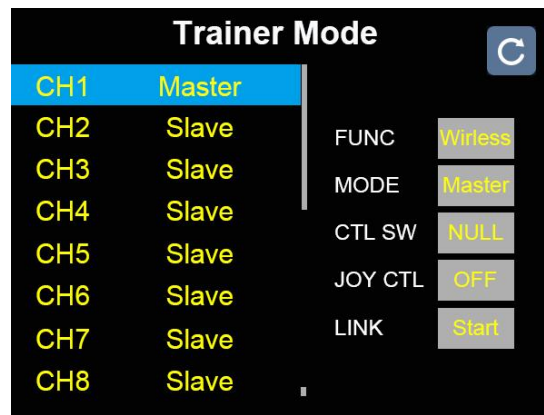 Trainer Mode
CH1 Master
CH2 Slave
CH3 Slave
CH4 Slave
CH5 Slave
CH6 Slave
CH7 Slave
CH8 Slave
FUNC Wirless
MODE Master
CTL SW NULL
JOY CTL OFF
LINK Start